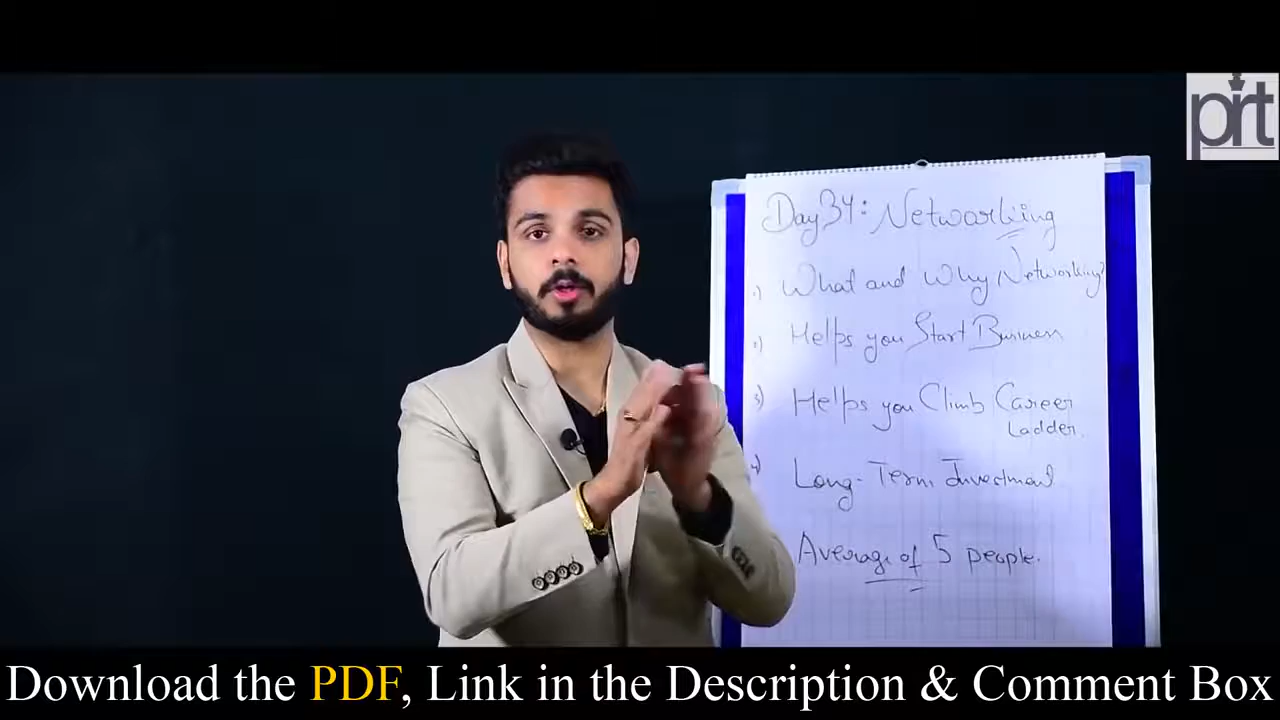 pirt
Day 34: Networking
1) What and Why Networking?
2) Helps you Start Business
3) Helps you Climb Career
Ladder.
4) Long-Term Investment
Average of 5 people.
Download the PDF, Link in the Description & Comment Box